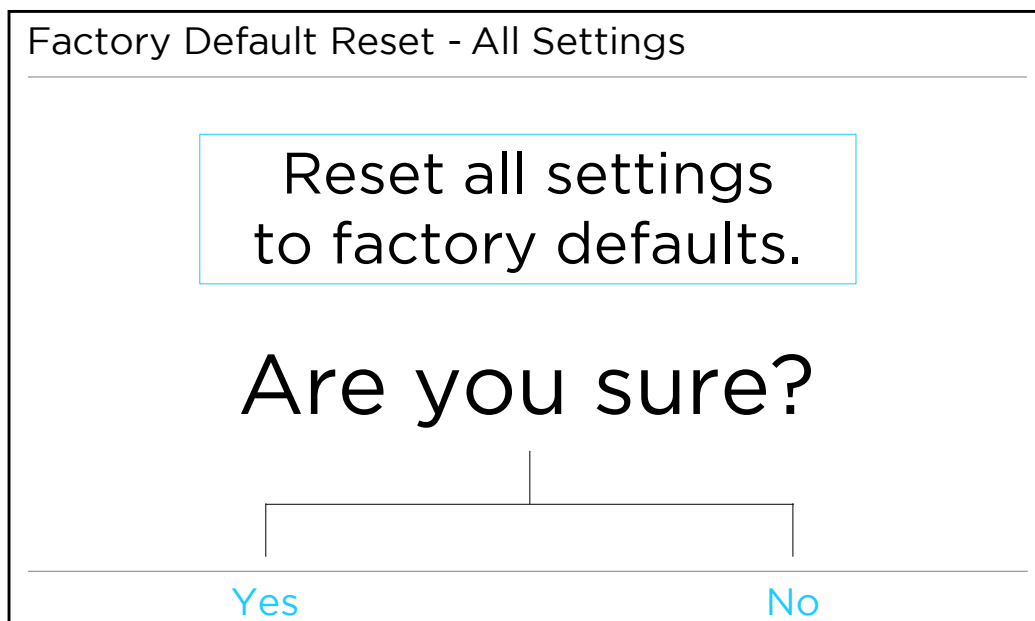 Factory Default Reset - All Settings
Reset all settings
to factory defaults.
Are you sure?
Yes
No